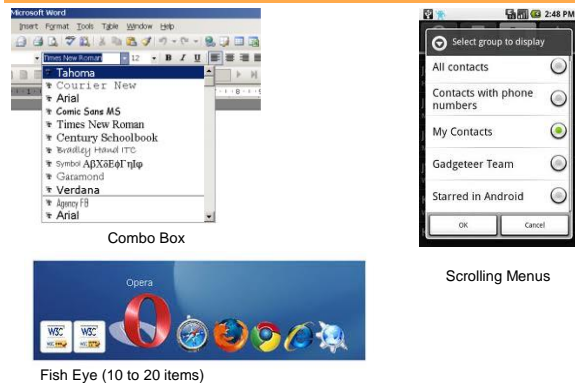 Microsoft Word
Insert Format Tools Table Window Help
Times New Roman 12 B I U
Tahoma
Courier New
Arial
Comic Sans MS
Times New Roman
Century Schoolbook
Bradley Hand ITC
Symbol ΑβΧδΕφΓηΙφ
Garamond
Verdana
Agency FB
Arial
Combo Box
2:48 PM
Select group to display
All contacts
Contacts with phone
numbers
My Contacts
Gadgeteer Team
Starred in Android
OK Cancel
Scrolling Menus
Opera
W3C W3C
Fish Eye (10 to 20 items)